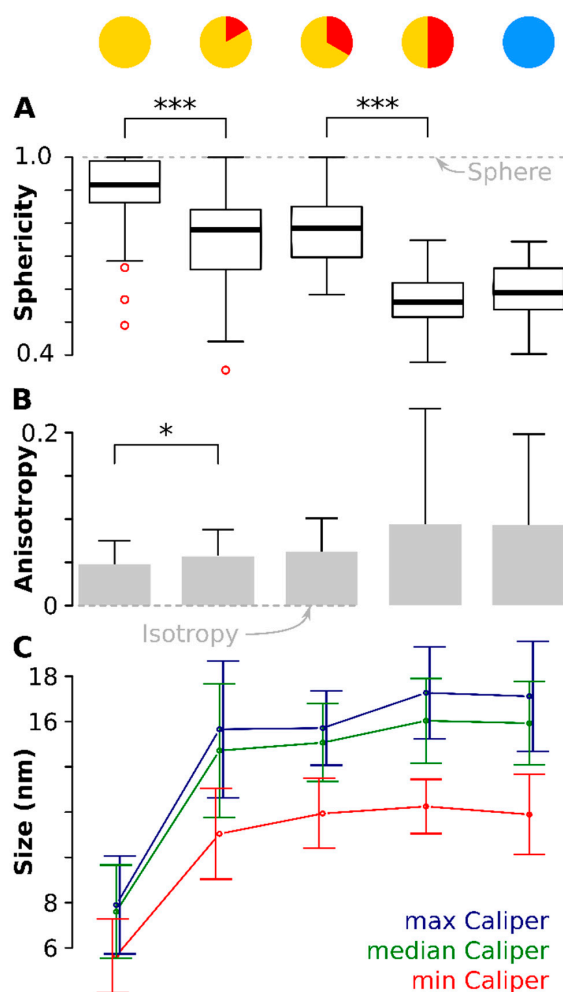 A
***
***
1.0
Sphere
Sphericity
0.4
B
0.2
*
Anisotropy
0
Isotropy
C
18
16
Size (nm)
8
6
max Caliper
median Caliper
min Caliper